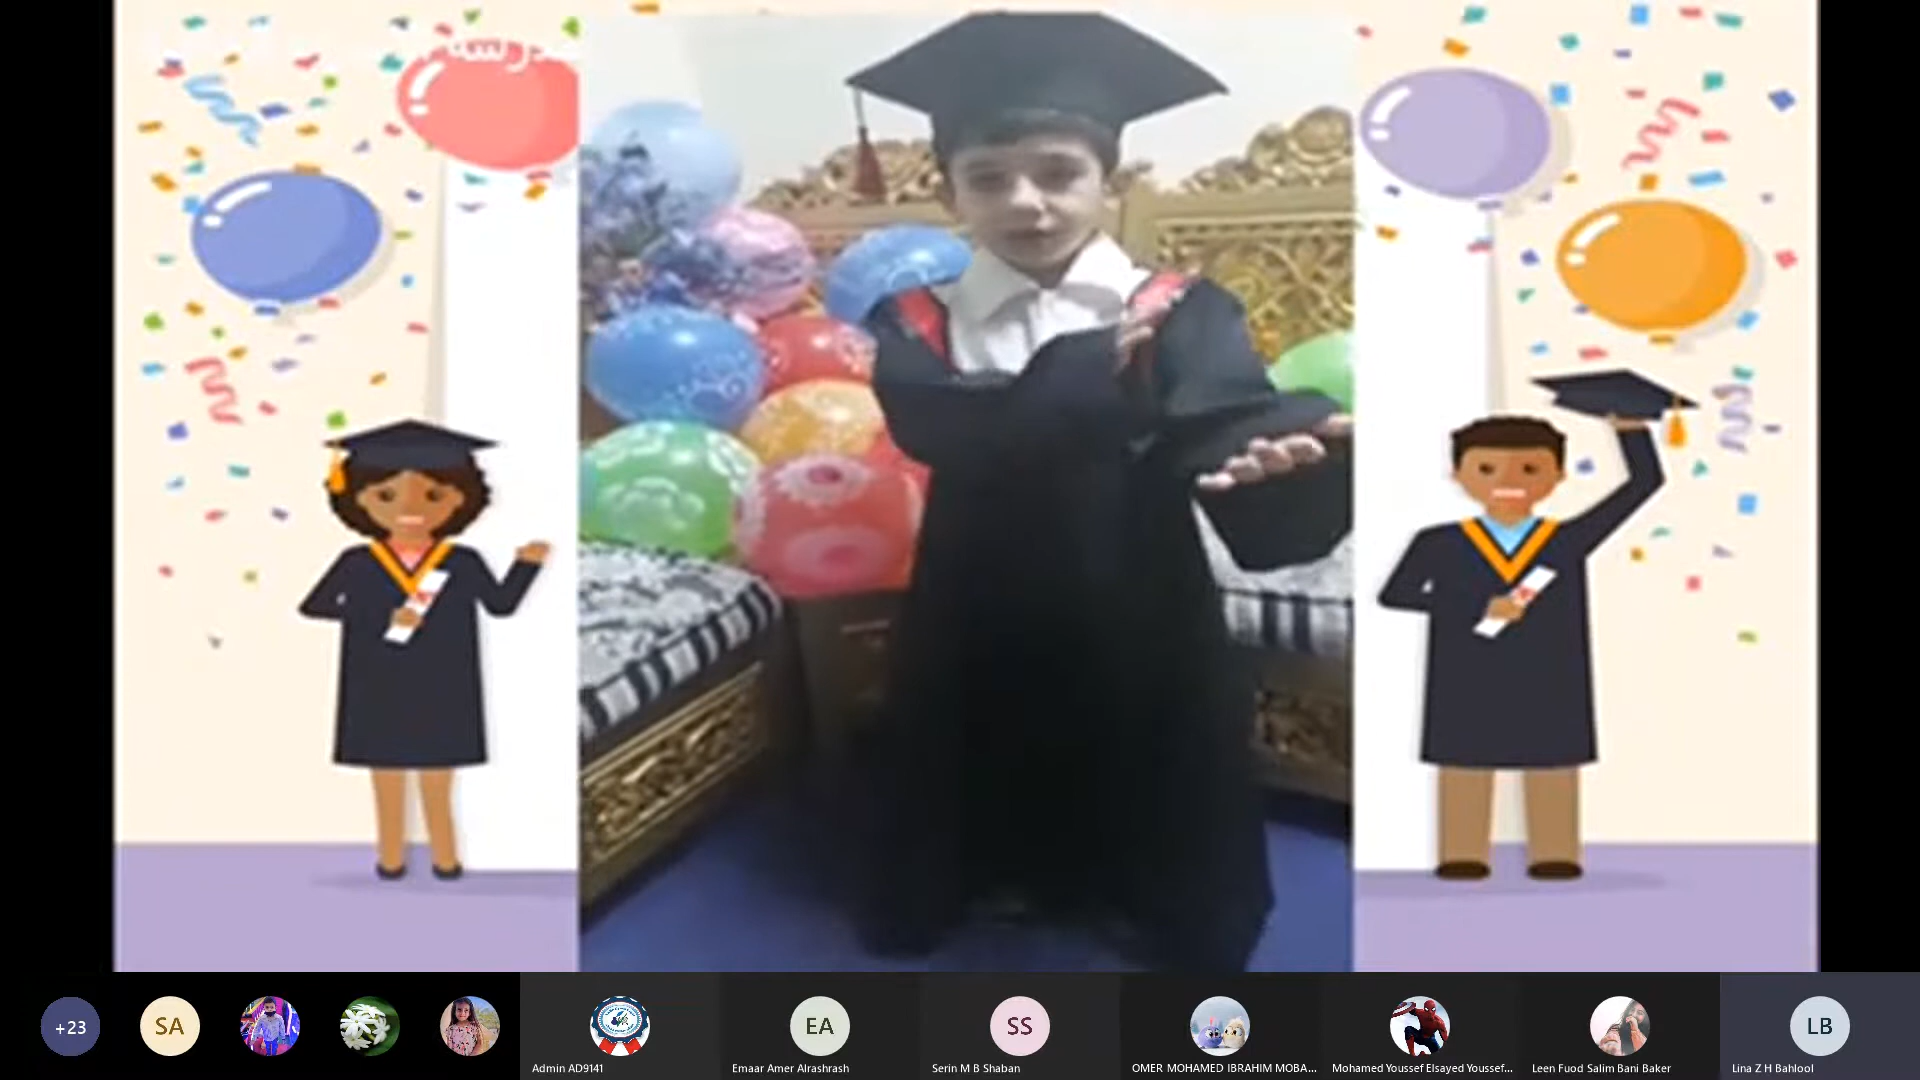 +23
SA
EA
SS
LB
Admin AD9141
Emaar Amer Alrashrash
Serin M B Shaban
OMER MOHAMED IBRAHIM MOBA...
Mohamed Youssef Elsayed Youssef...
Leen Fuod Salim Bani Baker
Lina Z H Bahlool